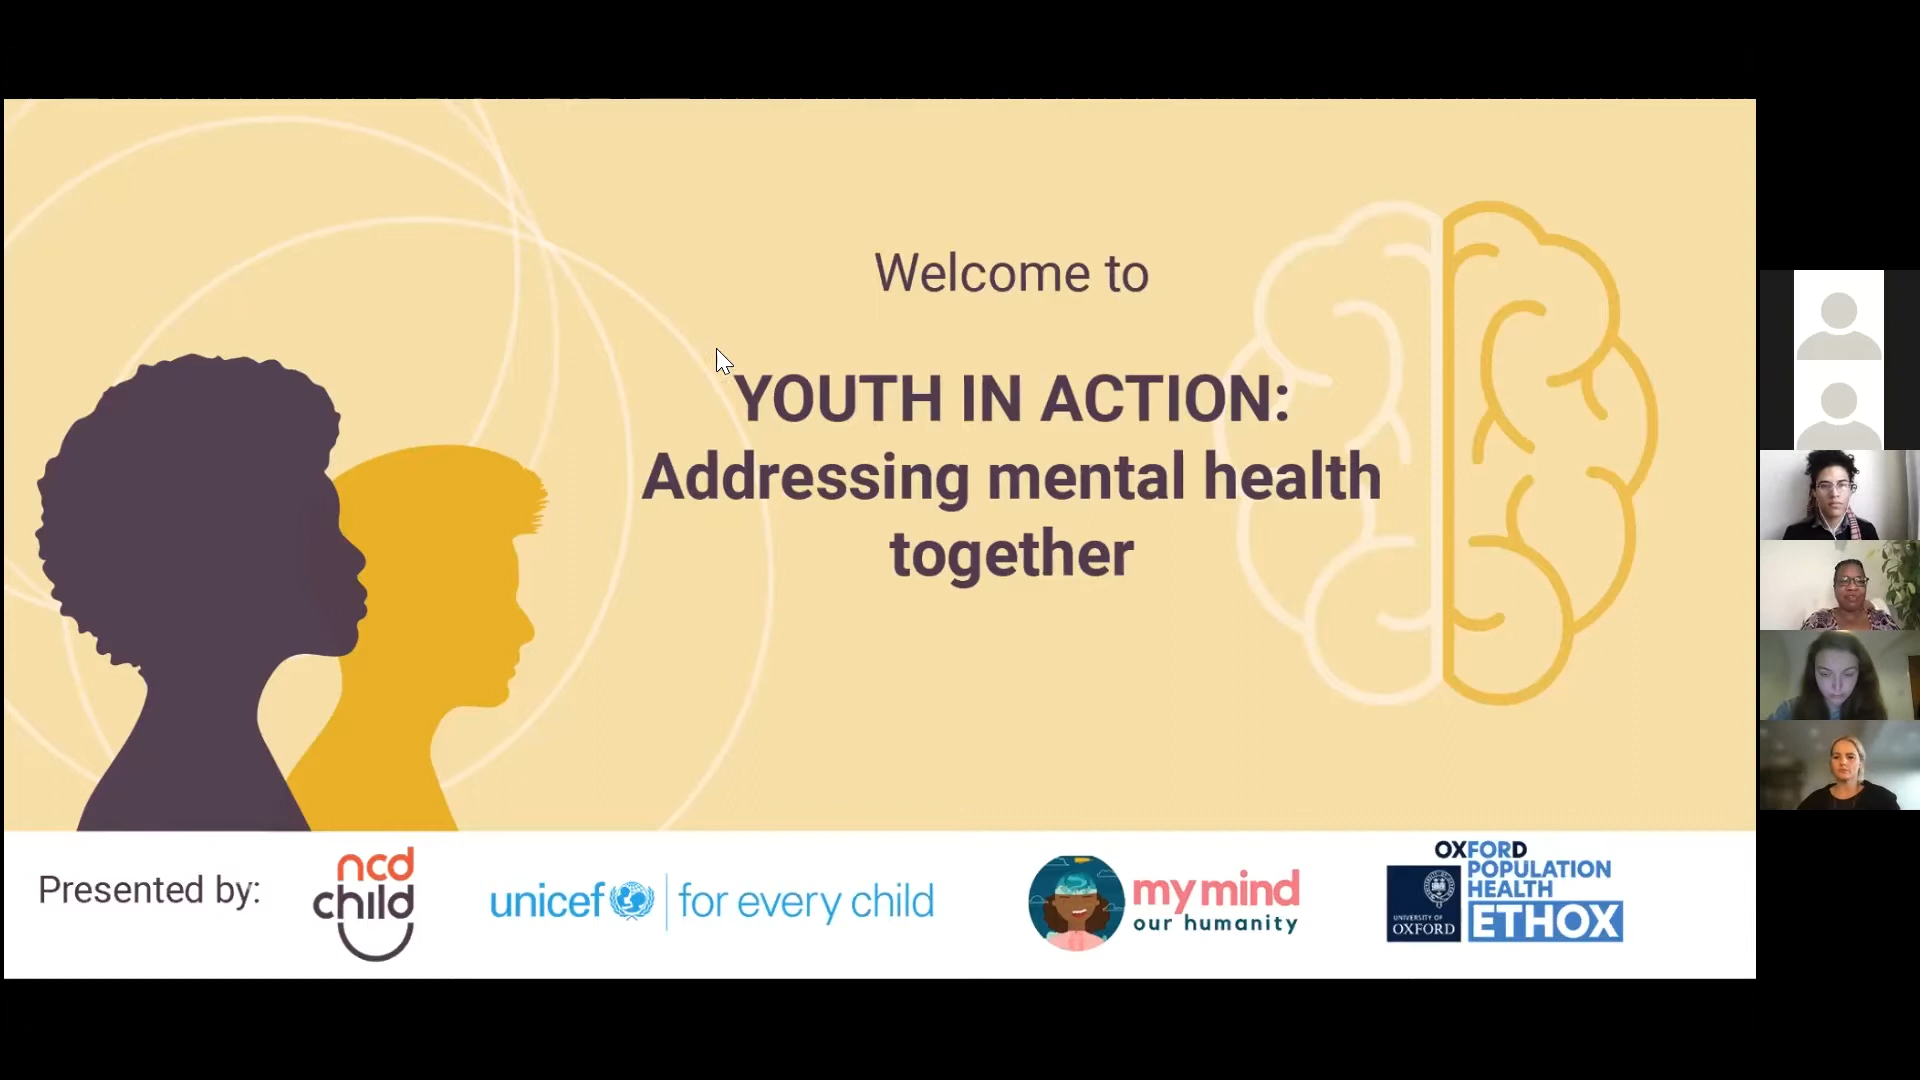 Welcome to
YOUTH IN ACTION:
Addressing mental health
together
Presented by:
ncd
child
unicef for every child
my mind
our humanity
OXFORD
POPULATION
HEALTH
ETHOX
UNIVERSITY OF
OXFORD